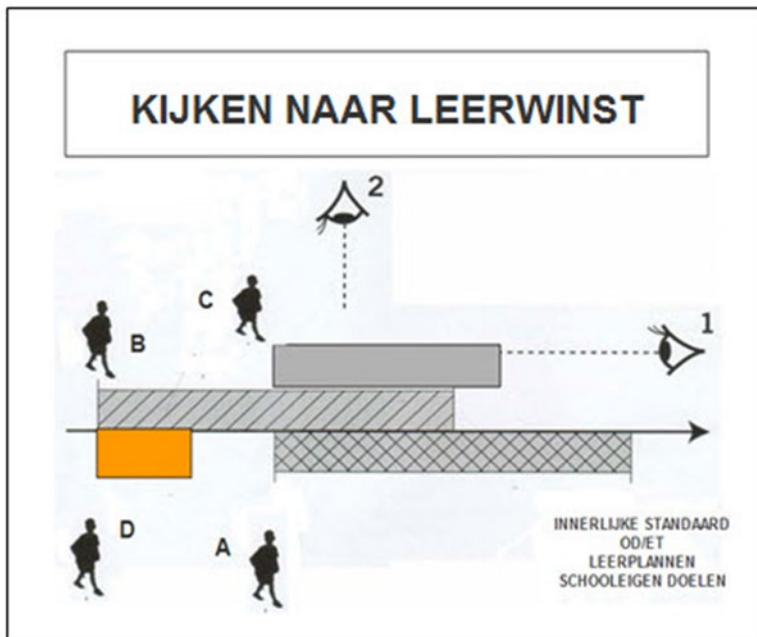 KIJKEN NAAR LEERWINST
2
C
1
B
D
A
INNERLIJKE STANDAARD
OD/ET
LEERPLANNEN
SCHOOLEIGEN DOELEN